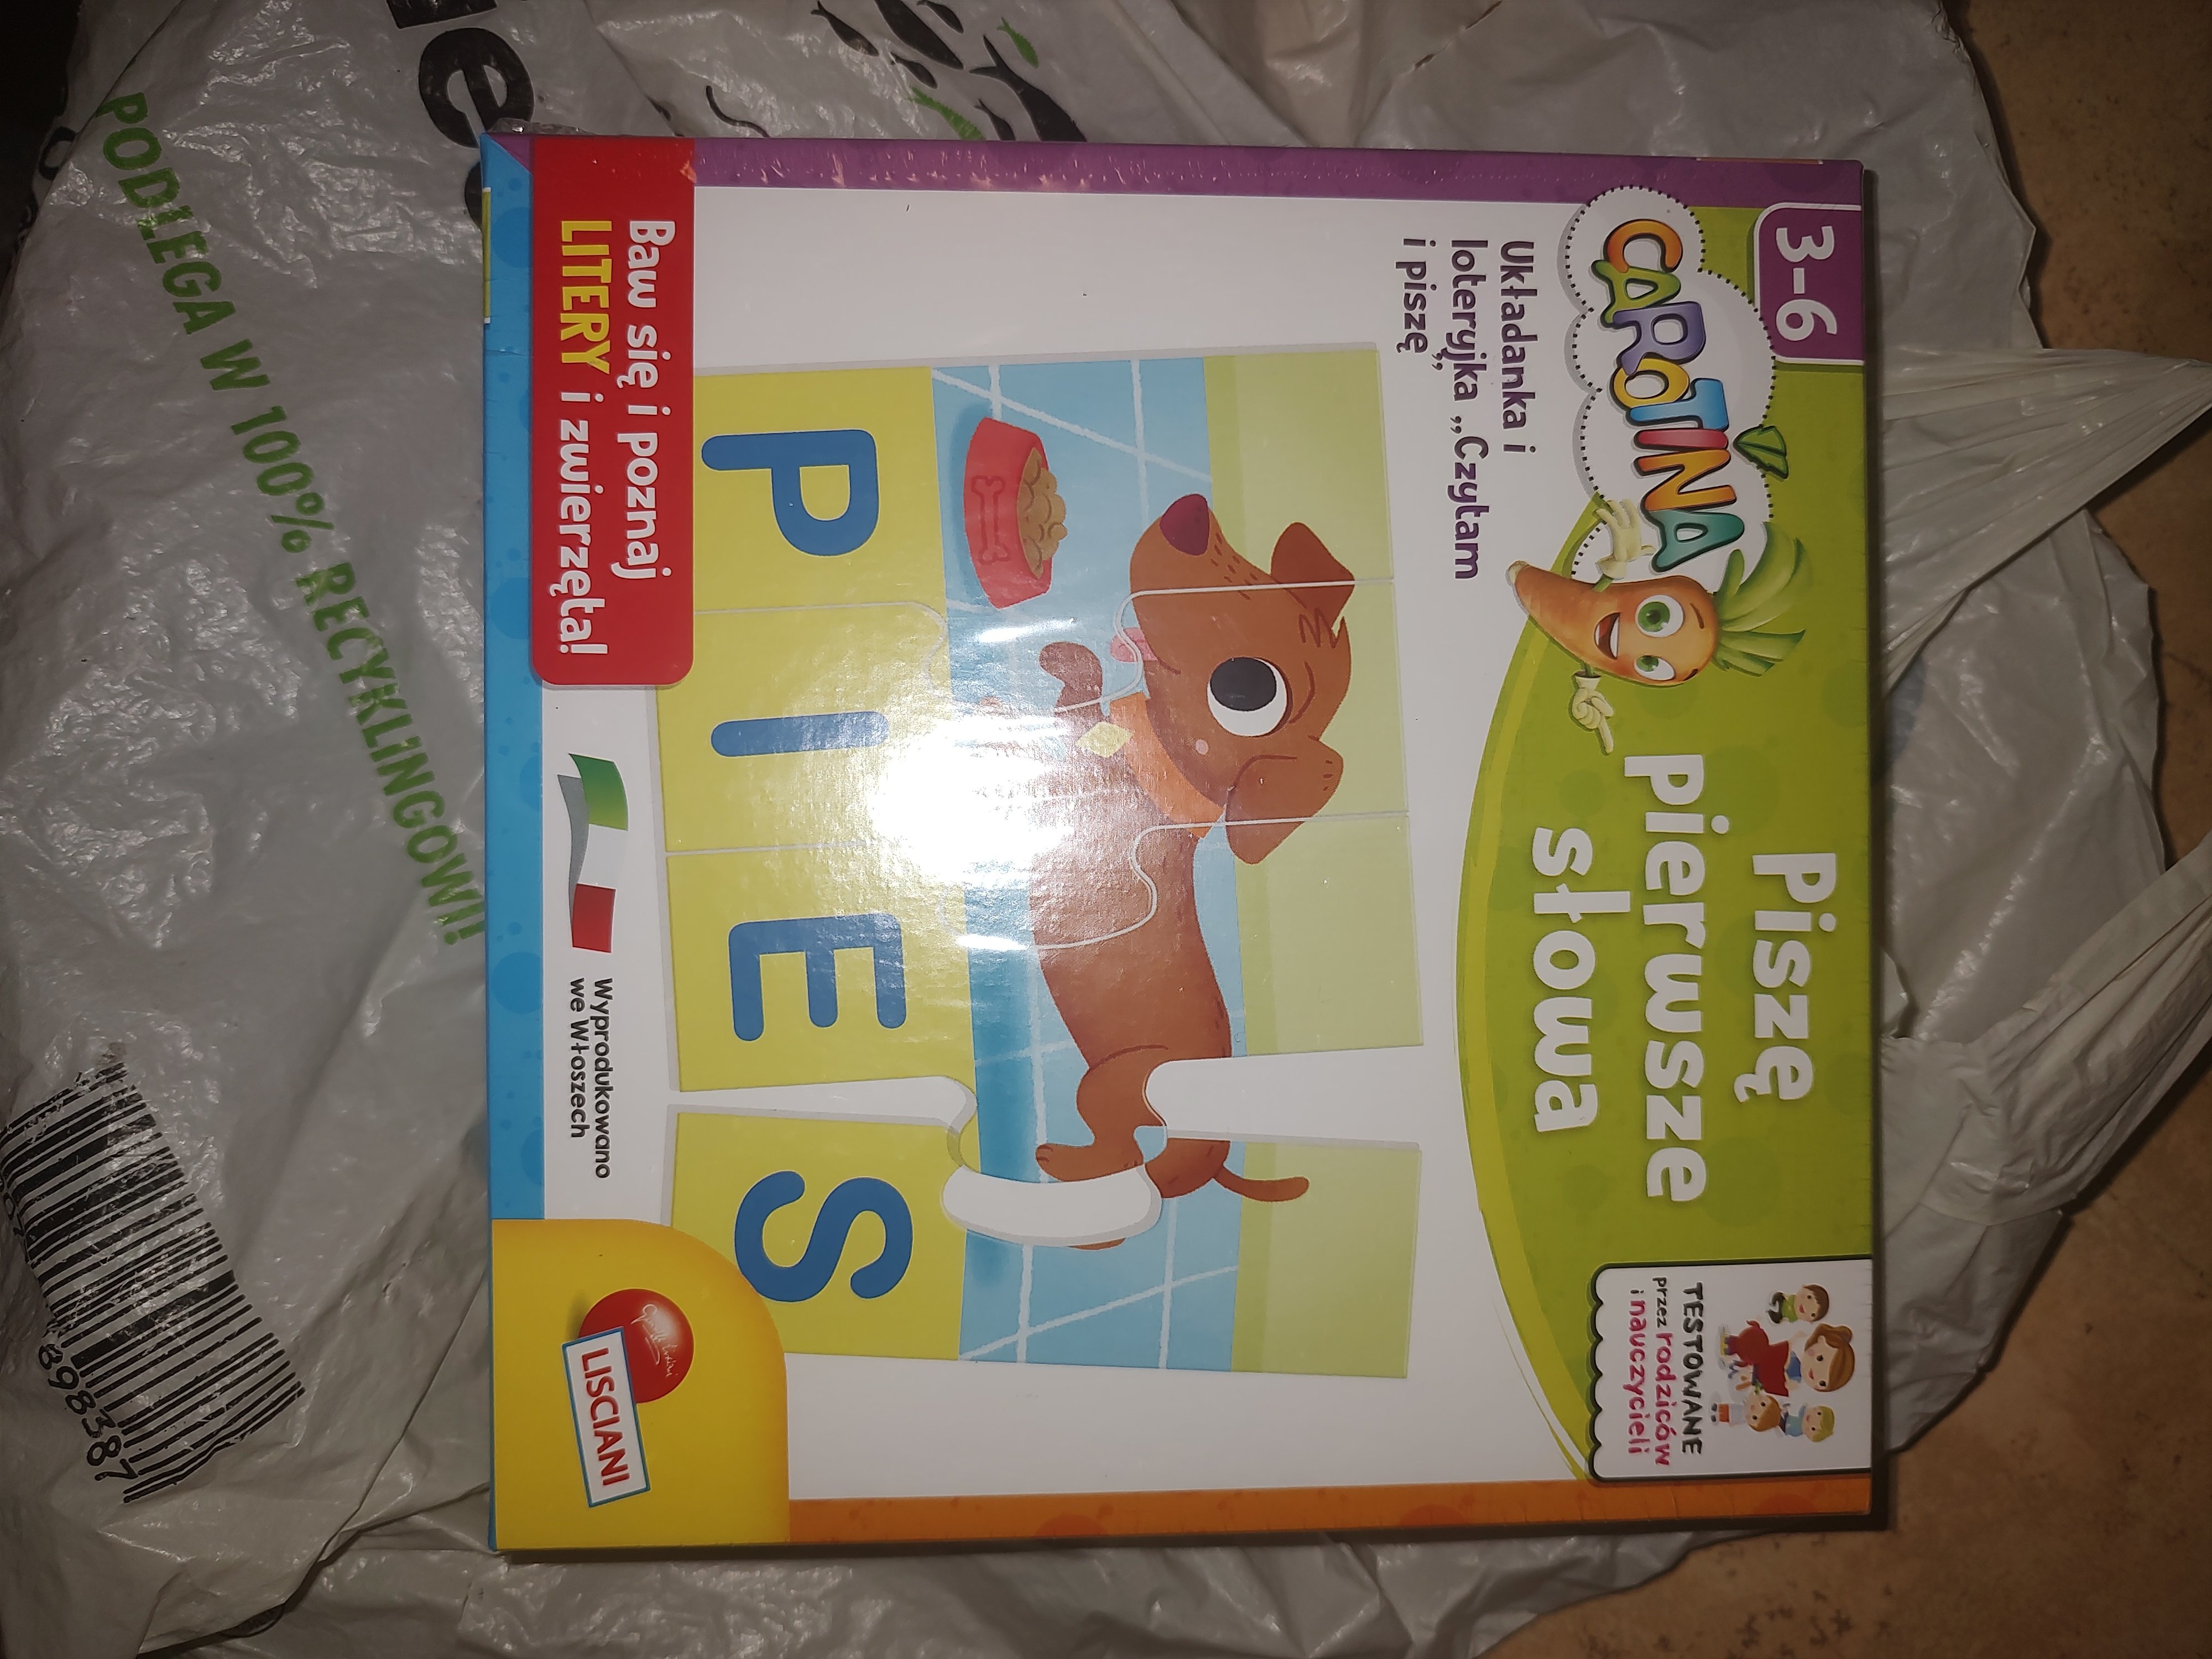 3-6
CAROTINA
Piszę
pierwsze
słowa
TESTOWANE
przez rodziców
i nauczycieli
Układanka i
loteryjka „Czytam
i piszę”
P I E S
Baw się i poznaj
LITERY i zwierzęta!
Wyprodukowano
we Włoszech
LISCIANI
PODLEGA W 100% RECYKLINGOWI!
898387